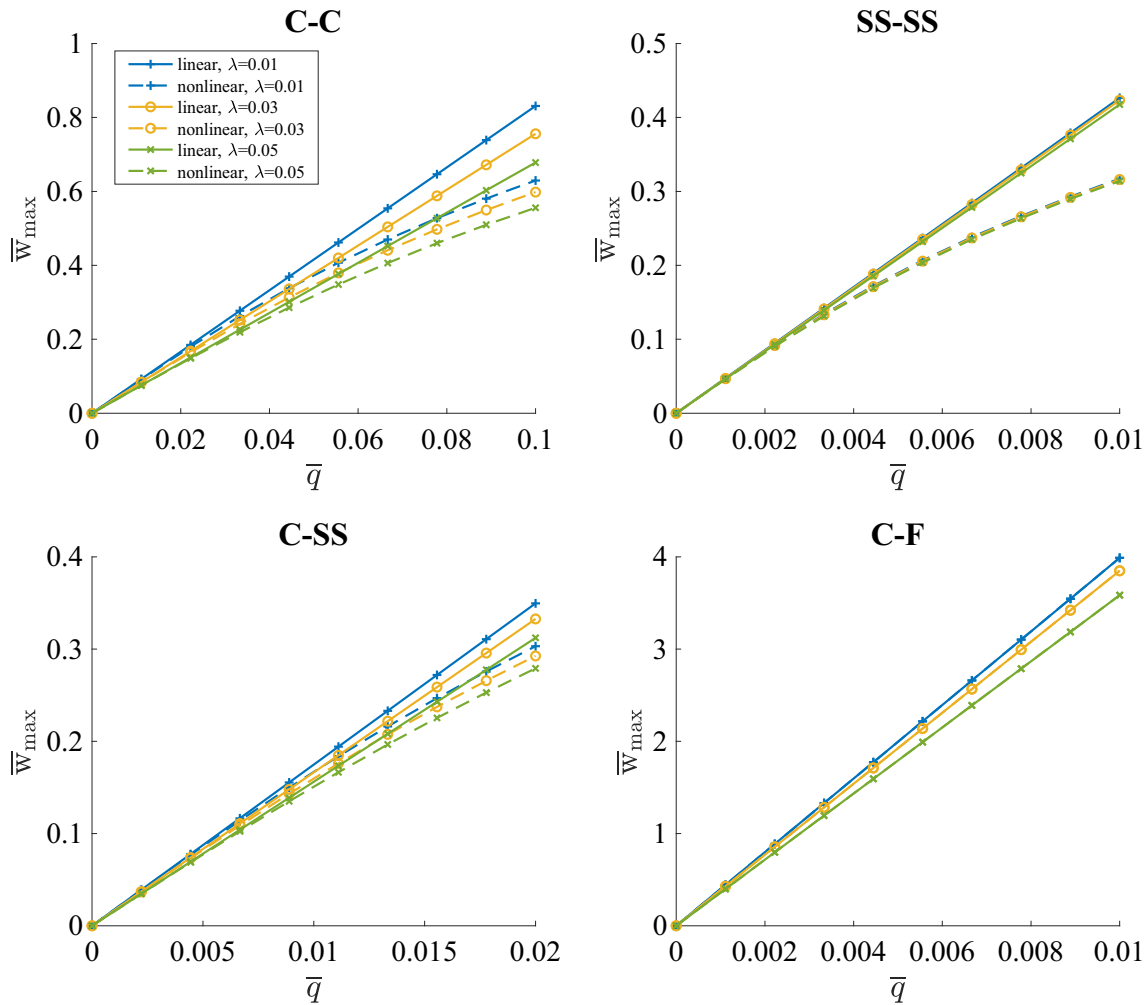 C-C
1
0.8
0.6
0.4
0.2
0
w̅max
linear, λ=0.01
nonlinear, λ=0.01
linear, λ=0.03
nonlinear, λ=0.03
linear, λ=0.05
nonlinear, λ=0.05
0 0.02 0.04 0.06 0.08 0.1
q̅
SS-SS
0.5
0.4
0.3
0.2
0.1
0
w̅max
0 0.002 0.004 0.006 0.008 0.01
q̅
C-SS
0.4
0.3
0.2
0.1
0
w̅max
0 0.005 0.01 0.015 0.02
q̅
C-F
4
3
2
1
0
w̅max
0 0.002 0.004 0.006 0.008 0.01
q̅